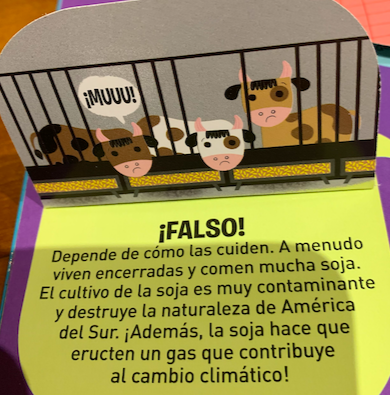 ¡MUUU!
¡FALSO!
Depende de cómo las cuiden. A menudo
viven encerradas y comen mucha soja.
El cultivo de la soja es muy contaminante
y destruye la naturaleza de América
del Sur. ¡Además, la soja hace que
eructen un gas que contribuye
al cambio climático!